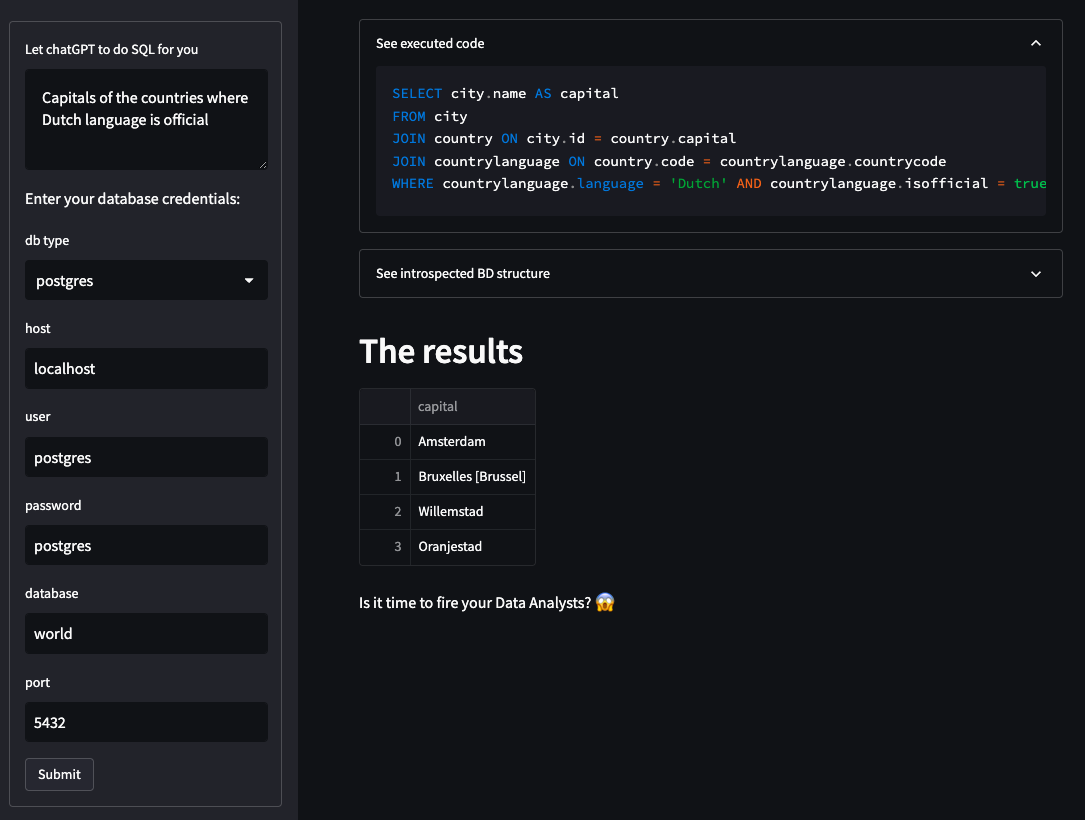 Let chatGPT to do SQL for you
Capitals of the countries where
Dutch language is official
Enter your database credentials:
db type
postgres
host
localhost
user
postgres
password
postgres
database
world
port
5432
Submit
See executed code
SELECT city.name AS capital
FROM city
JOIN country ON city.id = country.capital
JOIN countrylanguage ON country.code = countrylanguage.countrycode
WHERE countrylanguage.language = 'Dutch' AND countrylanguage.isofficial = true
See introspected BD structure
The results
capital
0 Amsterdam
1 Bruxelles [Brussel]
2 Willemstad
3 Oranjestad
Is it time to fire your Data Analysts? 😱